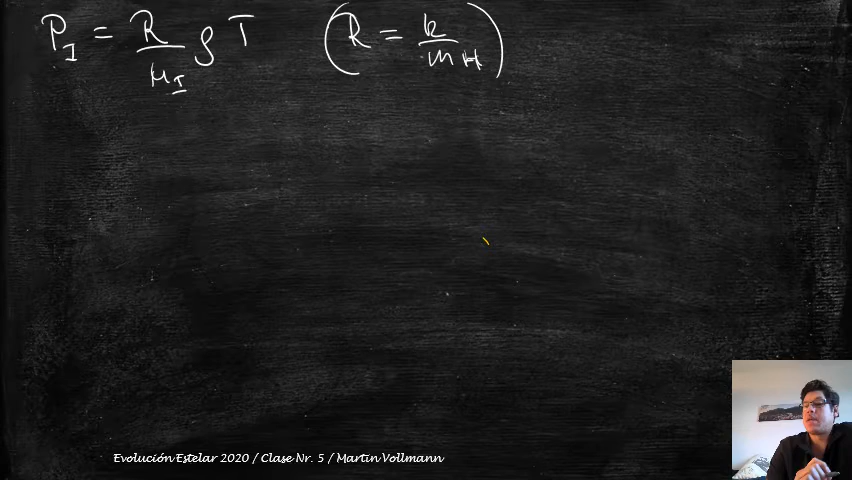 P_I = R/μ_I ρ T (R = k/m_H)
Evolución Estelar 2020 / Clase Nr. 5 / Martin Vollmann